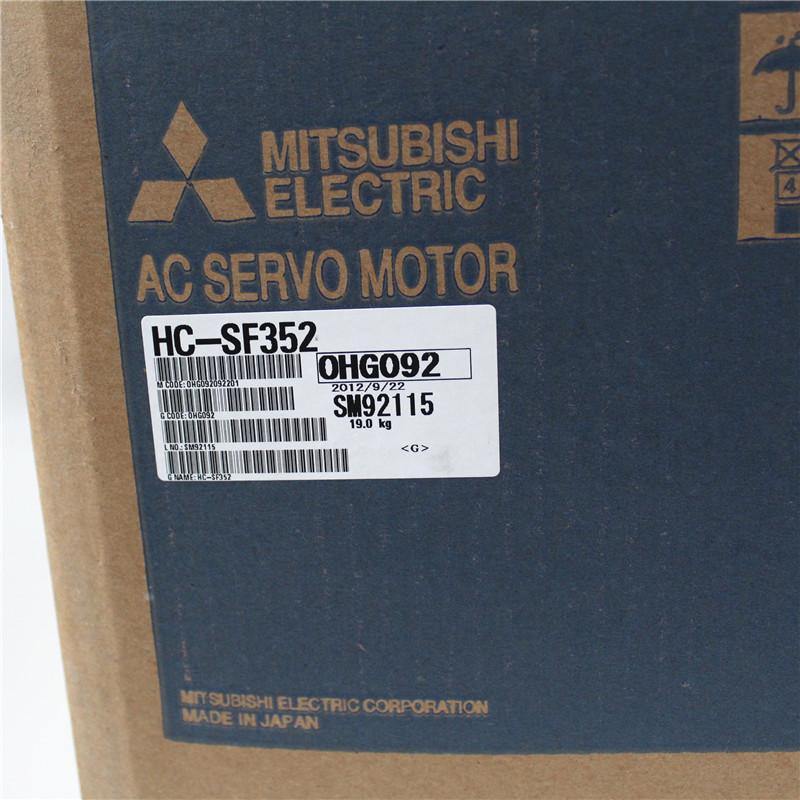 MITSUBISHI
ELECTRIC
AC SERVO MOTOR
HC-SF352
OHG092
M CODE: OHG092092201
2012/9/22
SM92115
G CODE: OHG092
19.0 kg
L NO.: SM92115
<G>
G NAME: HC-SF352
4
MITSUBISHI ELECTRIC CORPORATION
MADE IN JAPAN